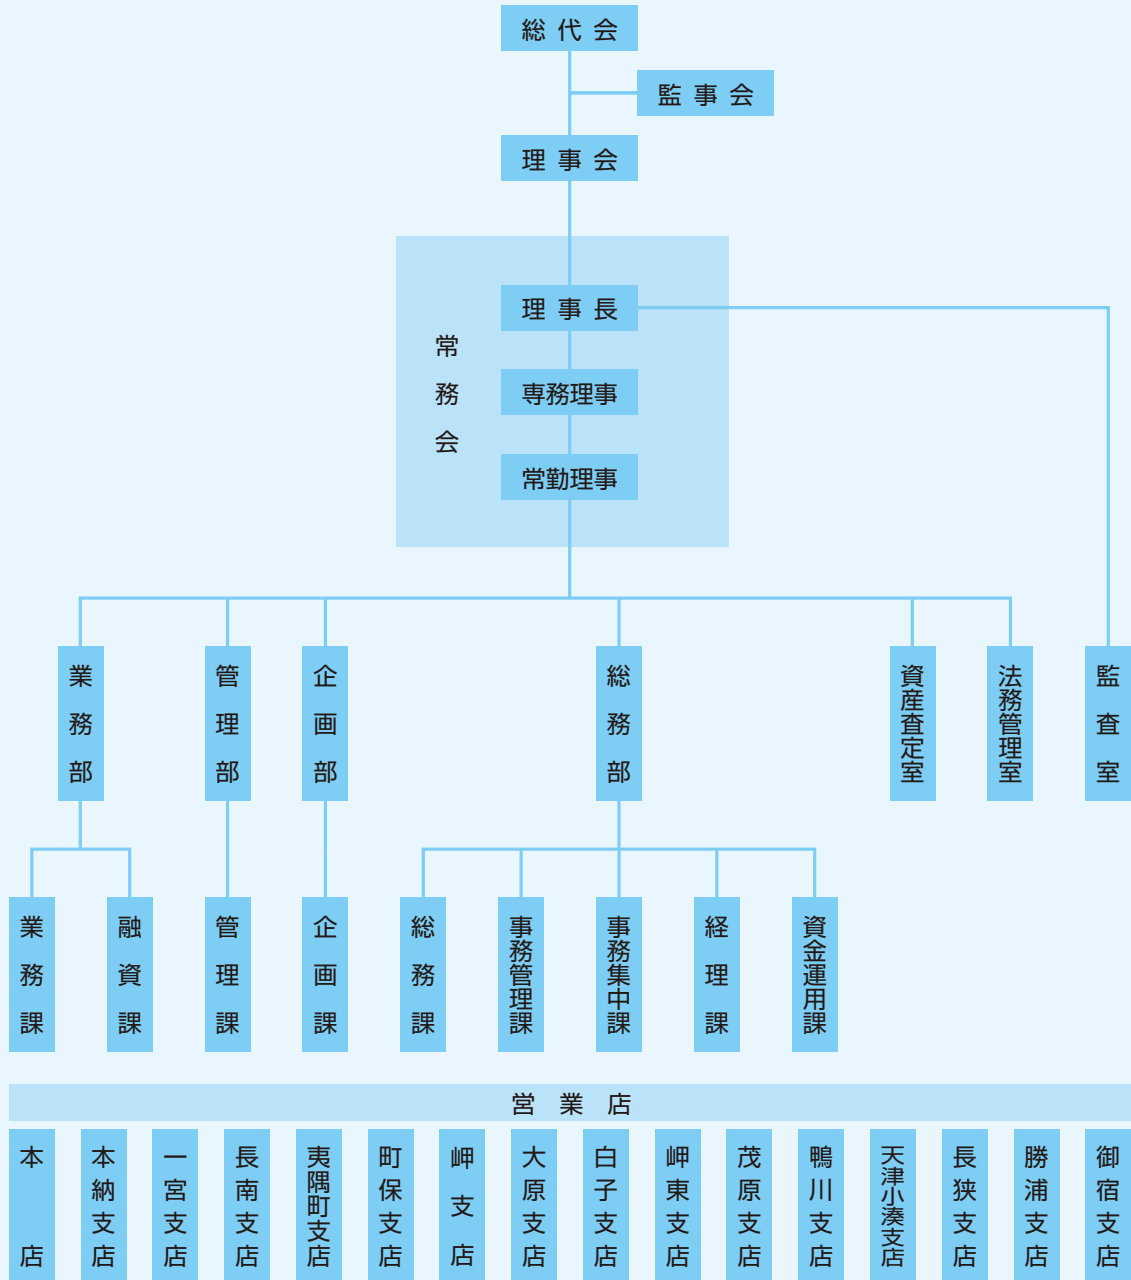 総代会
監事会
理事会
理事長
常務会
専務理事
常勤理事
業務部
管理部
企画部
総務部
資産査定室
法務管理室
監査室
業務課
融資課
管理課
企画課
総務課
事務管理課
事務集中課
経理課
資金運用課
営業店
本店
本納支店
一宮支店
長南支店
夷隅町支店
町保支店
岬支店
大原支店
白子支店
岬東支店
茂原支店
鴨川支店
天津小湊支店
長狭支店
勝浦支店
御宿支店